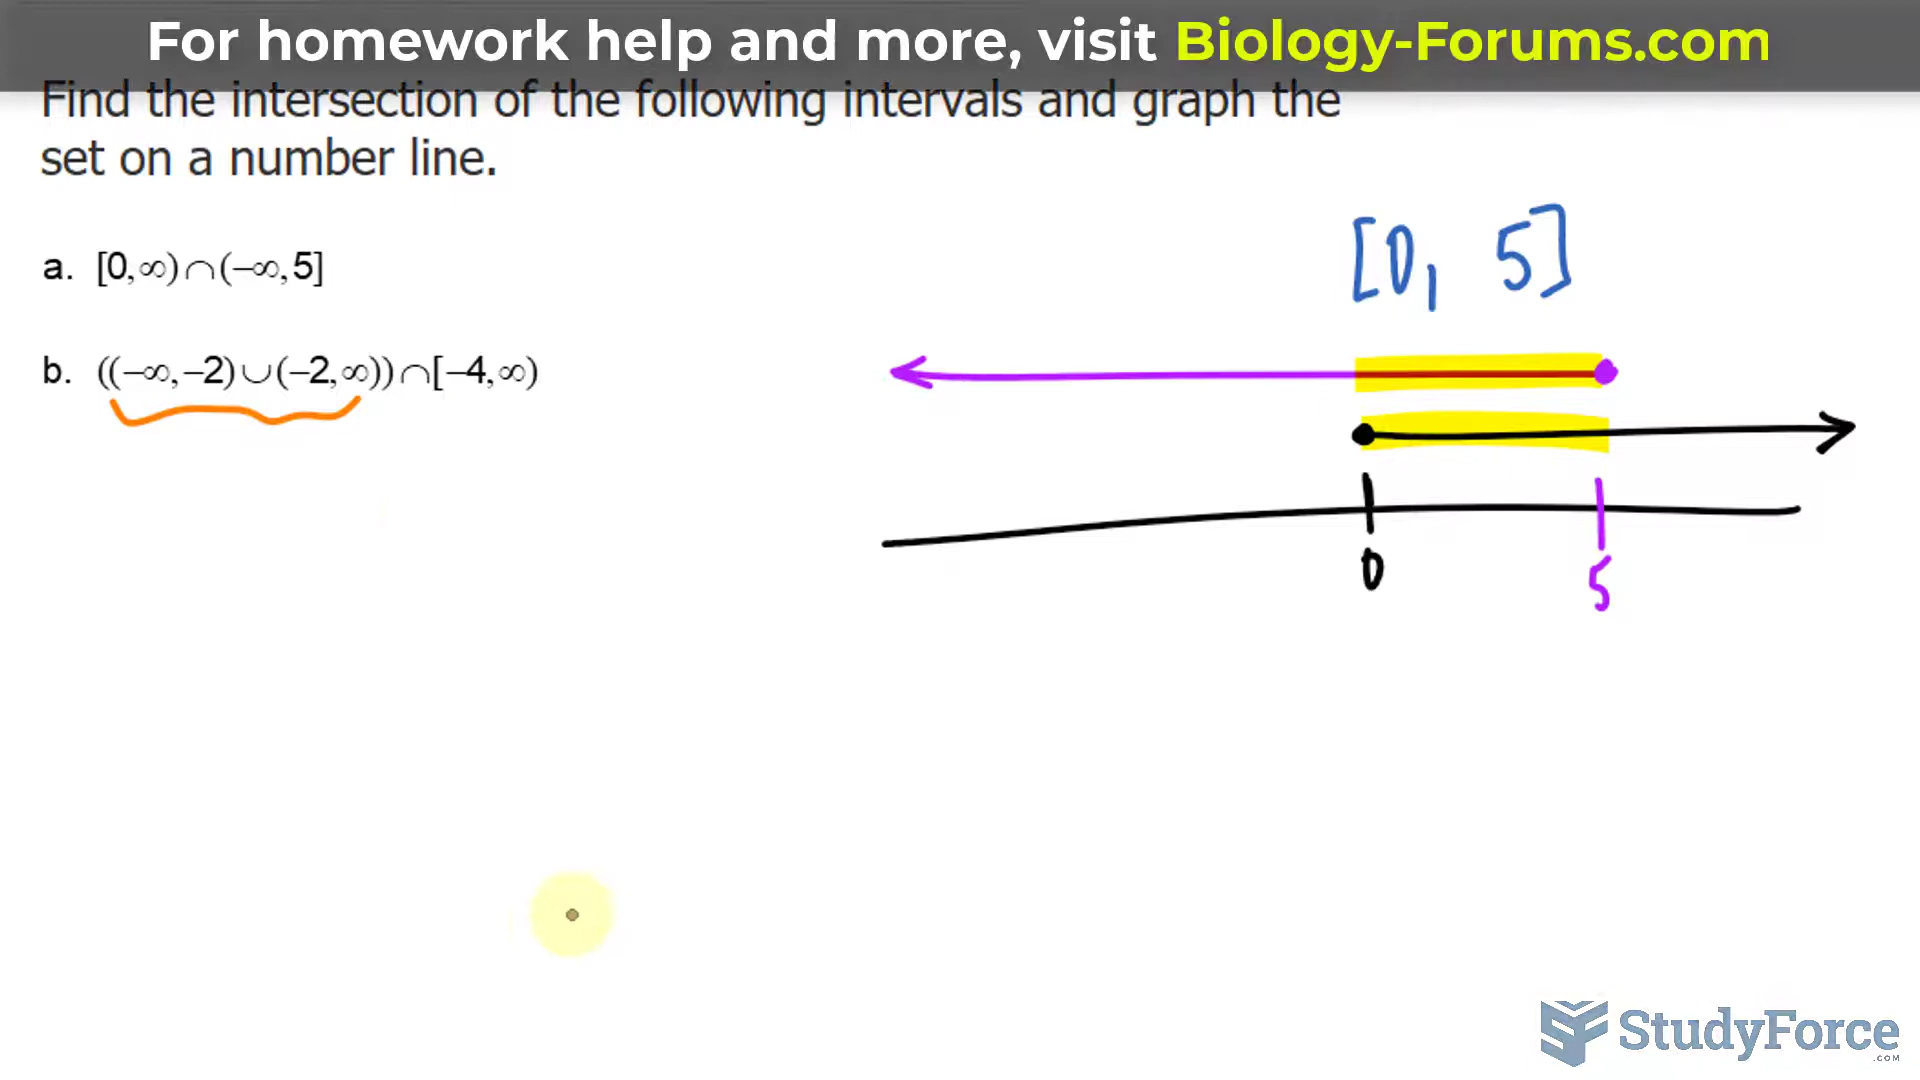 For homework help and more, visit Biology-Forums.com
Find the intersection of the following intervals and graph the
set on a number line.
[0, 5]
a. [0,∞)∩(−∞,5]
b. ((−∞,−2)∪(−2,∞))∩[−4,∞)
0
5
StudyForce
.COM